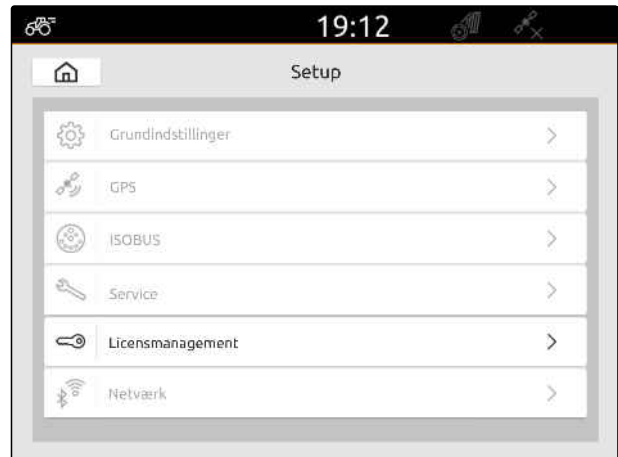 19:12
Setup
Grundindstillinger
GPS
ISOBUS
Service
Licensmanagement
Netværk